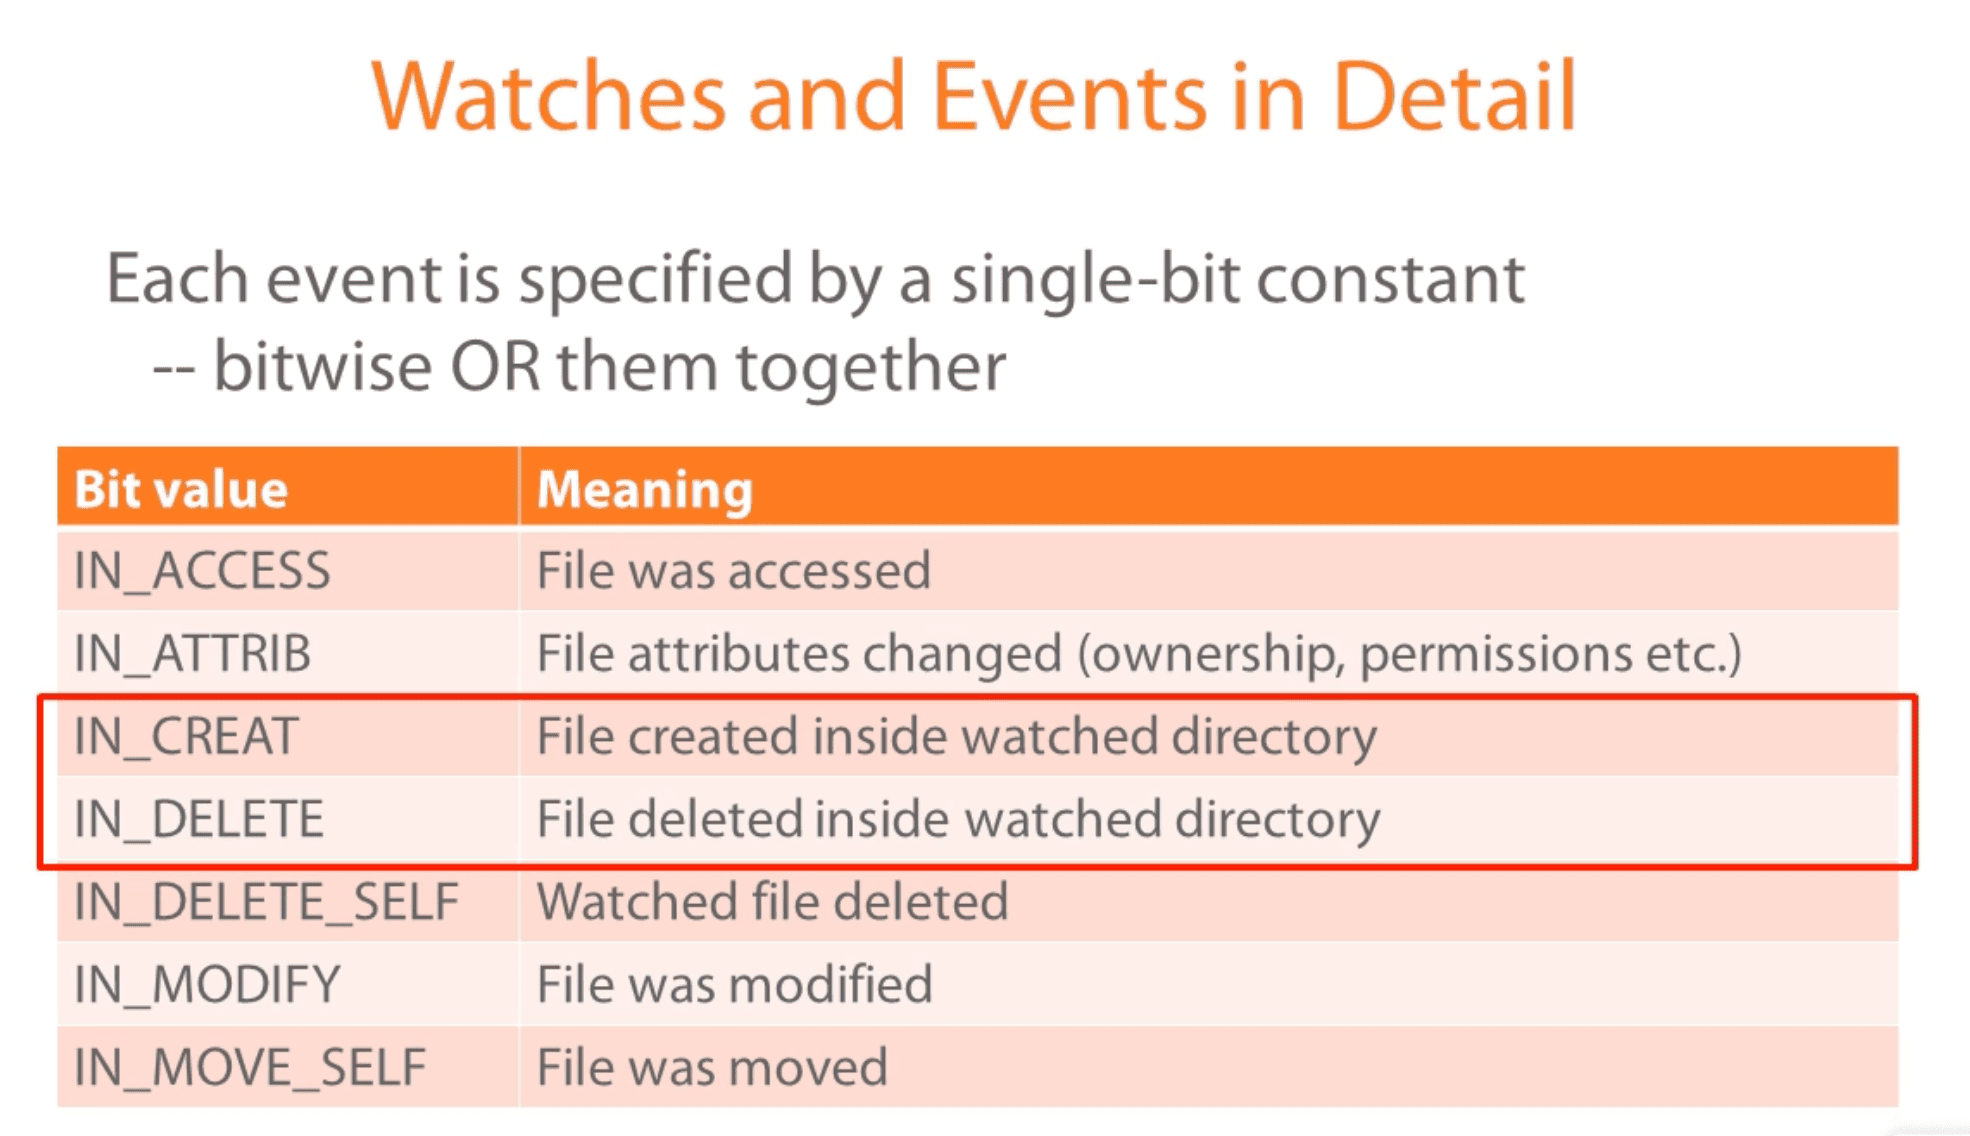 Watches and Events in Detail
Each event is specified by a single-bit constant
-- bitwise OR them together
Bit value Meaning
IN_ACCESS File was accessed
IN_ATTRIB File attributes changed (ownership, permissions etc.)
IN_CREAT File created inside watched directory
IN_DELETE File deleted inside watched directory
IN_DELETE_SELF Watched file deleted
IN_MODIFY File was modified
IN_MOVE_SELF File was moved